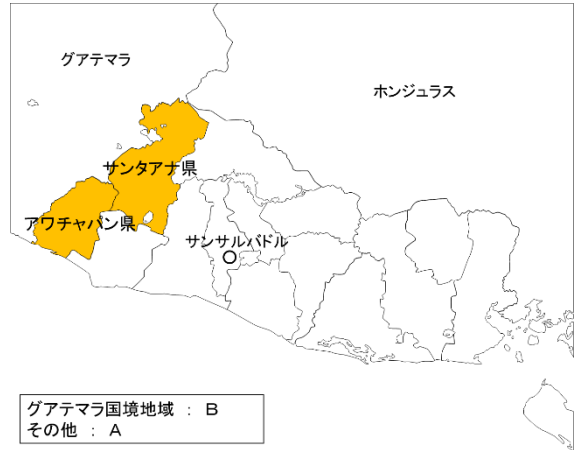 グアテマラ
ホンジュラス
サンタアナ県
アワチャパン県
サンサルバドル
グアテマラ国境地域 : B
その他 : A